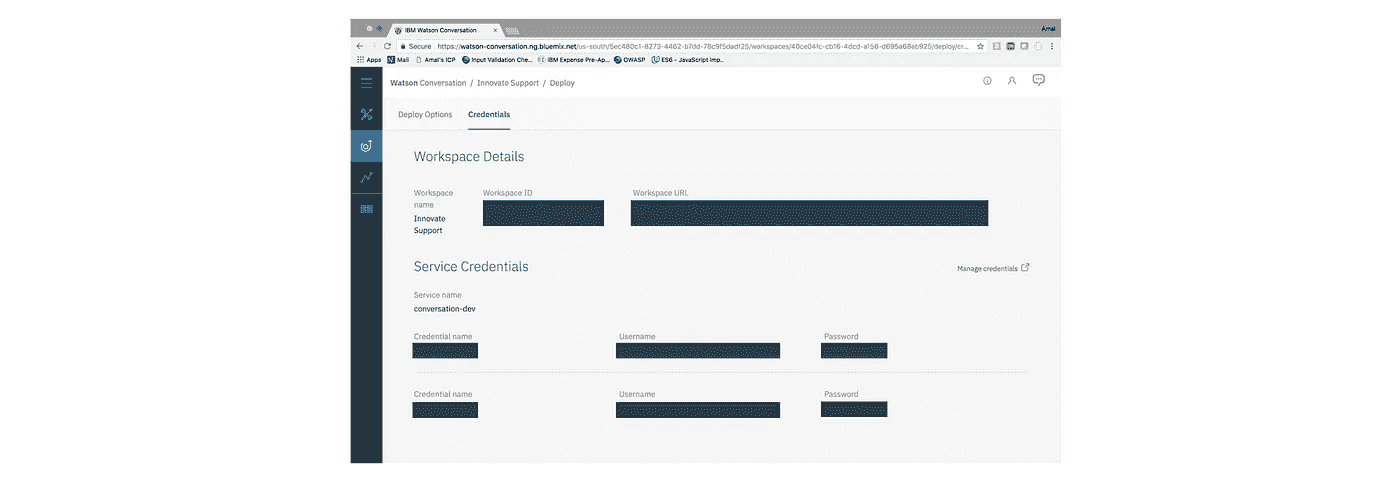 IBM Watson Conversation
Amal
Secure https://watson-conversation.ng.bluemix.net/us-south/5ec480c1-8273-4462-b7dd-78c9f5dadf25/workspaces/40ce04fc-cb16-4dcd-a156-d695a68eb925/deploy/cr...
Apps Mail Amal's ICP Input Validation Che... IBM Expense Pre-Ap... OWASP ES6 - JavaScript Imp...
Watson Conversation / Innovate Support / Deploy
Deploy Options Credentials
Workspace Details
Workspace name Workspace ID Workspace URL
Innovate
Support
Service Credentials
Manage credentials
Service name
conversation-dev
Credential name Username Password
Credential name Username Password